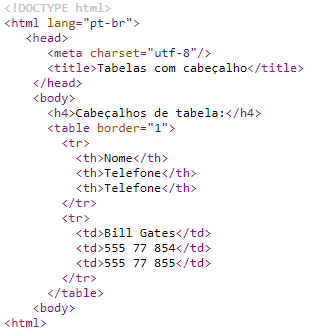 <!DOCTYPE html>
<html lang="pt-br">
<head>
<meta charset="utf-8"/>
<title>Tabelas com cabeçalho</title>
</head>
<body>
<h4>Cabeçalhos de tabela:</h4>
<table border="1">
<tr>
<th>Nome</th>
<th>Telefone</th>
<th>Telefone</th>
</tr>
<tr>
<td>Bill Gates</td>
<td>555 77 854</td>
<td>555 77 855</td>
</tr>
</table>
<body>
<html>